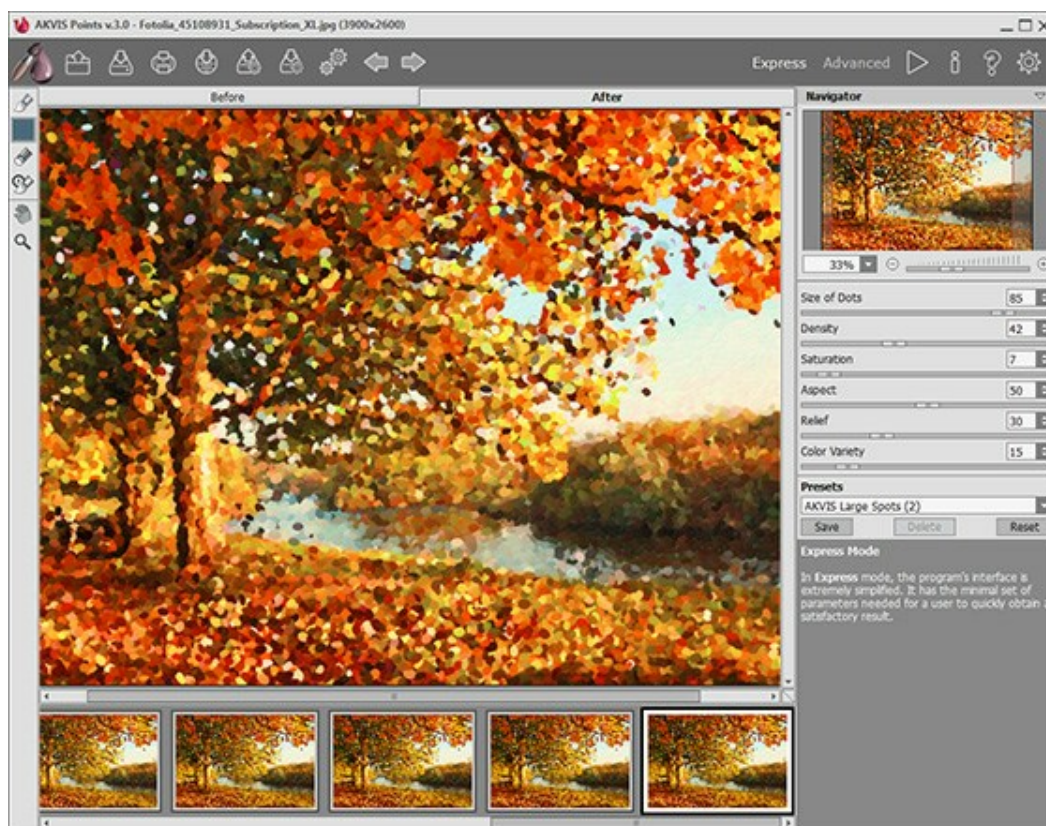 AKVIS Points v.3.0 - Fotolia_45108931_Subscription_XL.jpg (3900x2600)
Express Advanced
Before After
Navigator
33%
Size of Dots 85
Density 42
Saturation 7
Aspect 50
Relief 30
Color Variety 15
Presets
AKVIS Large Spots (2)
Save Delete Reset
Express Mode
In Express mode, the program's interface is
extremely simplified. It has the minimal set of
parameters needed for a user to quickly obtain a
satisfactory result.